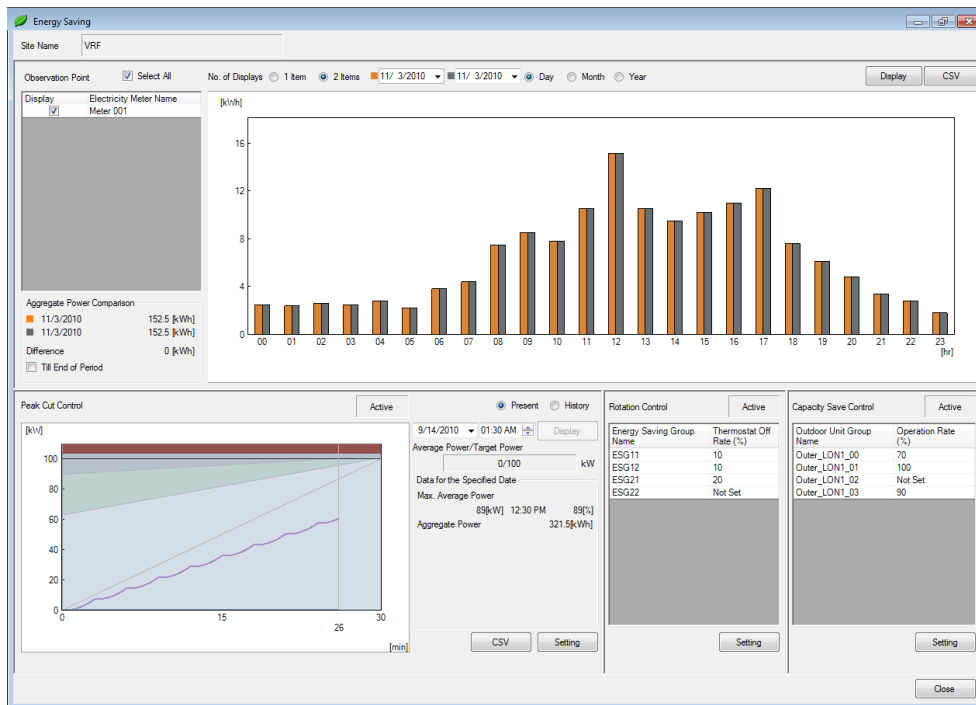 Energy Saving
Site Name VRF
Observation Point Select All No. of Displays 1 Item 2 Items 11/ 3/2010 11/ 3/2010 Day Month Year Display CSV
Display Electricity Meter Name
Meter 001
[kWh]
16
12
8
4
0
00 01 02 03 04 05 06 07 08 09 10 11 12 13 14 15 16 17 18 19 20 21 22 23
[hr]
Aggregate Power Comparison
11/3/2010 152.5 [kWh]
11/3/2010 152.5 [kWh]
Difference 0 [kWh]
Till End of Period
Peak Cut Control Active
[kW]
100
80
60
40
20
0
0 15 30
26
[min]
Present History
9/14/2010 01:30 AM Display
Average Power/Target Power
0/100 kW
Data for the Specified Date
Max. Average Power
89[kW] 12:30 PM 89[%]
Aggregate Power 321.5[kWh]
CSV Setting
Rotation Control Active
Energy Saving Group Name Thermostat Off Rate (%)
ESG11 10
ESG12 10
ESG21 20
ESG22 Not Set
Setting
Capacity Save Control Active
Outdoor Unit Group Name Operation Rate (%)
Outer_LON1_00 70
Outer_LON1_01 100
Outer_LON1_02 Not Set
Outer_LON1_03 90
Setting
Close